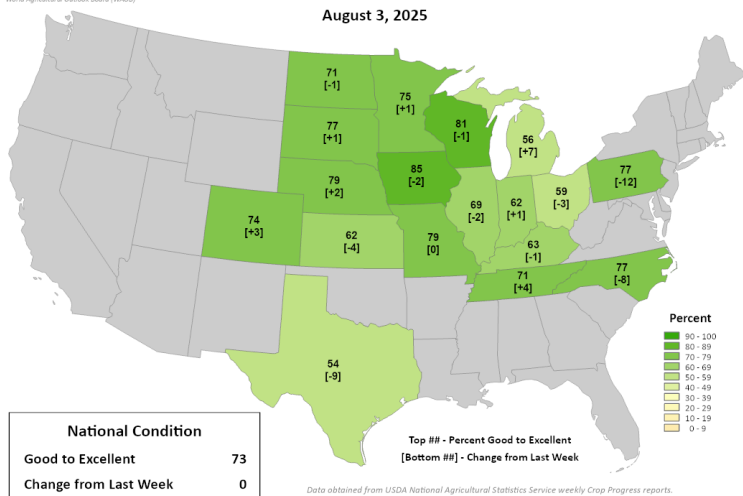 August 3, 2025
71
[-1]
75
[+1]
81
[-1]
56
[+7]
77
[+1]
85
[-2]
79
[+2]
77
[-12]
59
[-3]
69
[-2]
62
[+1]
74
[+3]
62
[-4]
79
[0]
63
[-1]
71
[+4]
77
[-8]
54
[-9]
Percent
90 - 100
80 - 89
70 - 79
60 - 69
50 - 59
40 - 49
30 - 39
20 - 29
10 - 19
0 - 9
National Condition
Good to Excellent 73
Change from Last Week 0
Top ## - Percent Good to Excellent
[Bottom ##] - Change from Last Week
Data obtained from USDA National Agricultural Statistics Service weekly Crop Progress reports.